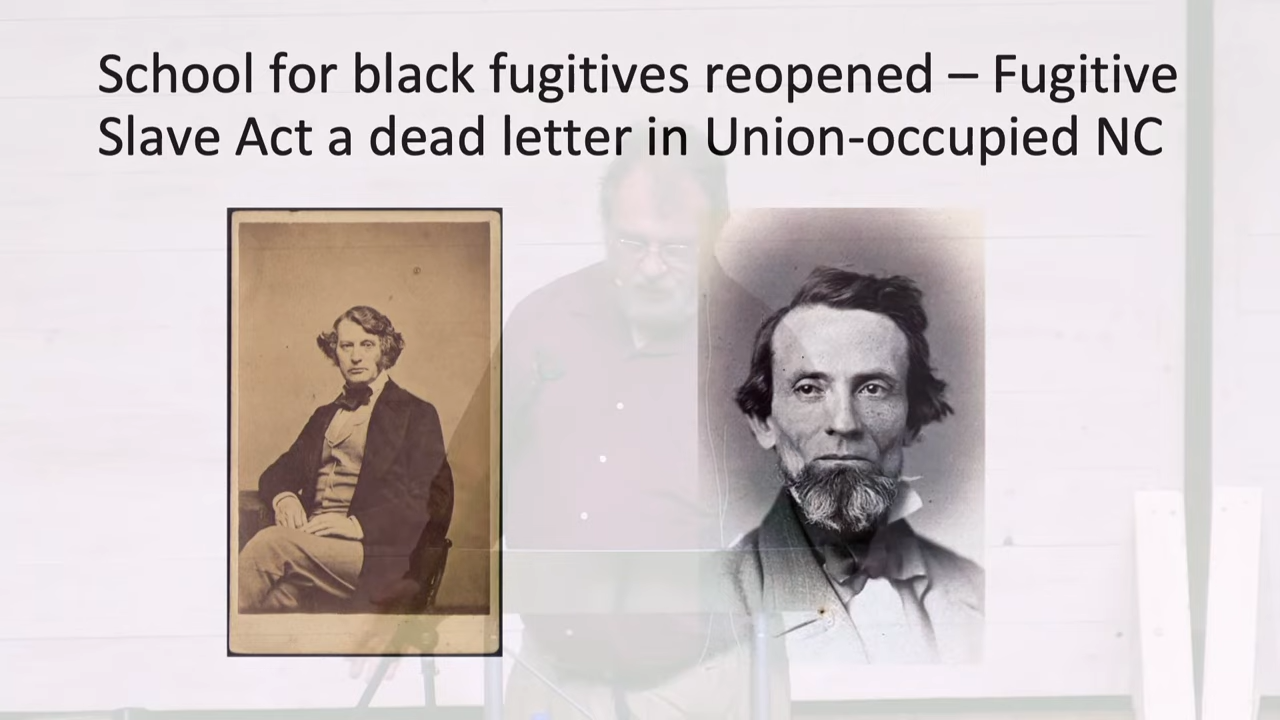 School for black fugitives reopened – Fugitive
Slave Act a dead letter in Union-occupied NC